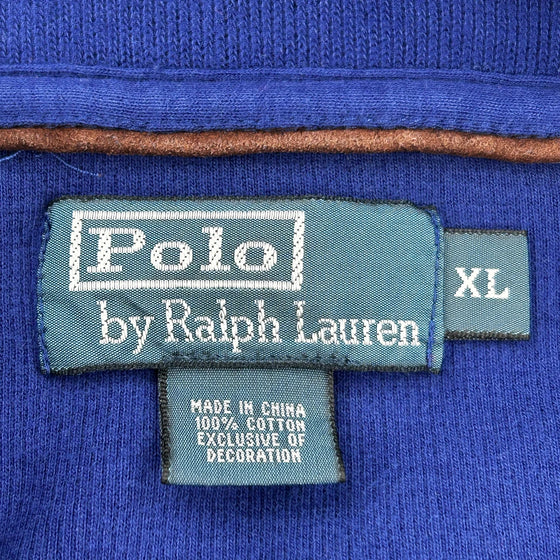 Polo
by Ralph Lauren
XL
MADE IN CHINA
100% COTTON
EXCLUSIVE OF
DECORATION